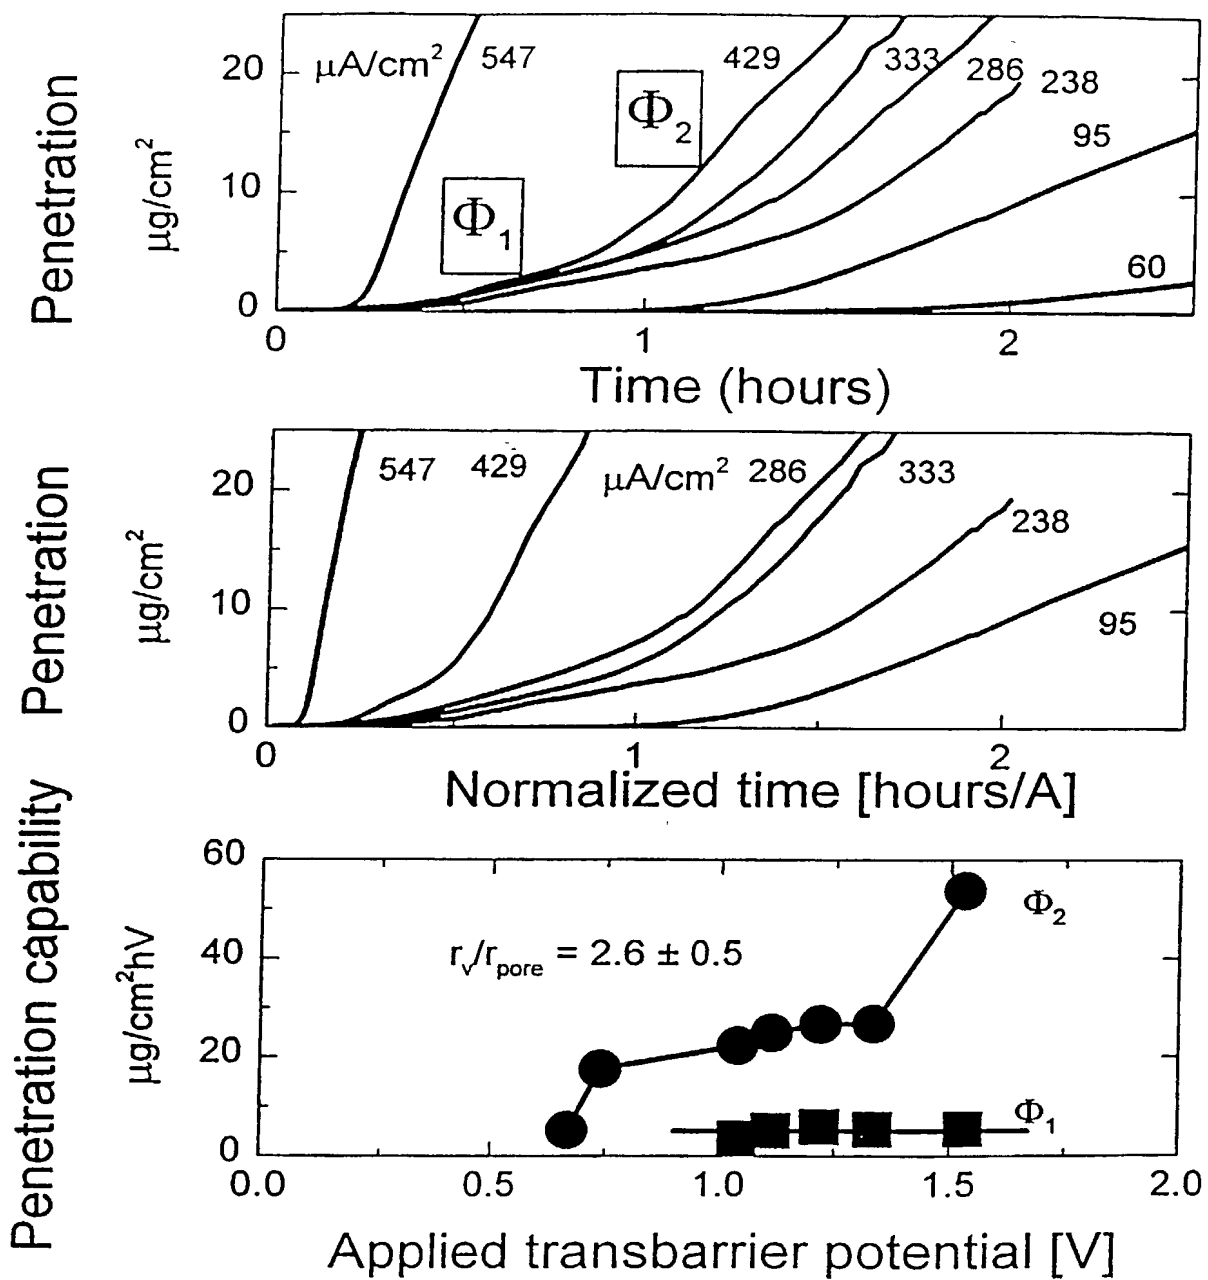 Penetration
μg/cm²
20
10
0
μA/cm²
547
429
333
286
238
95
60
Φ₁
Φ₂
0
1
2
Time (hours)
Penetration
μg/cm²
20
10
0
547
429
μA/cm²
286
333
238
95
0
1
2
Normalized time [hours/A]
Penetration capability
μg/cm²hV
60
40
20
0
rᵥ/r_pore = 2.6 ± 0.5
Φ₂
Φ₁
0.0
0.5
1.0
1.5
2.0
Applied transbarrier potential [V]